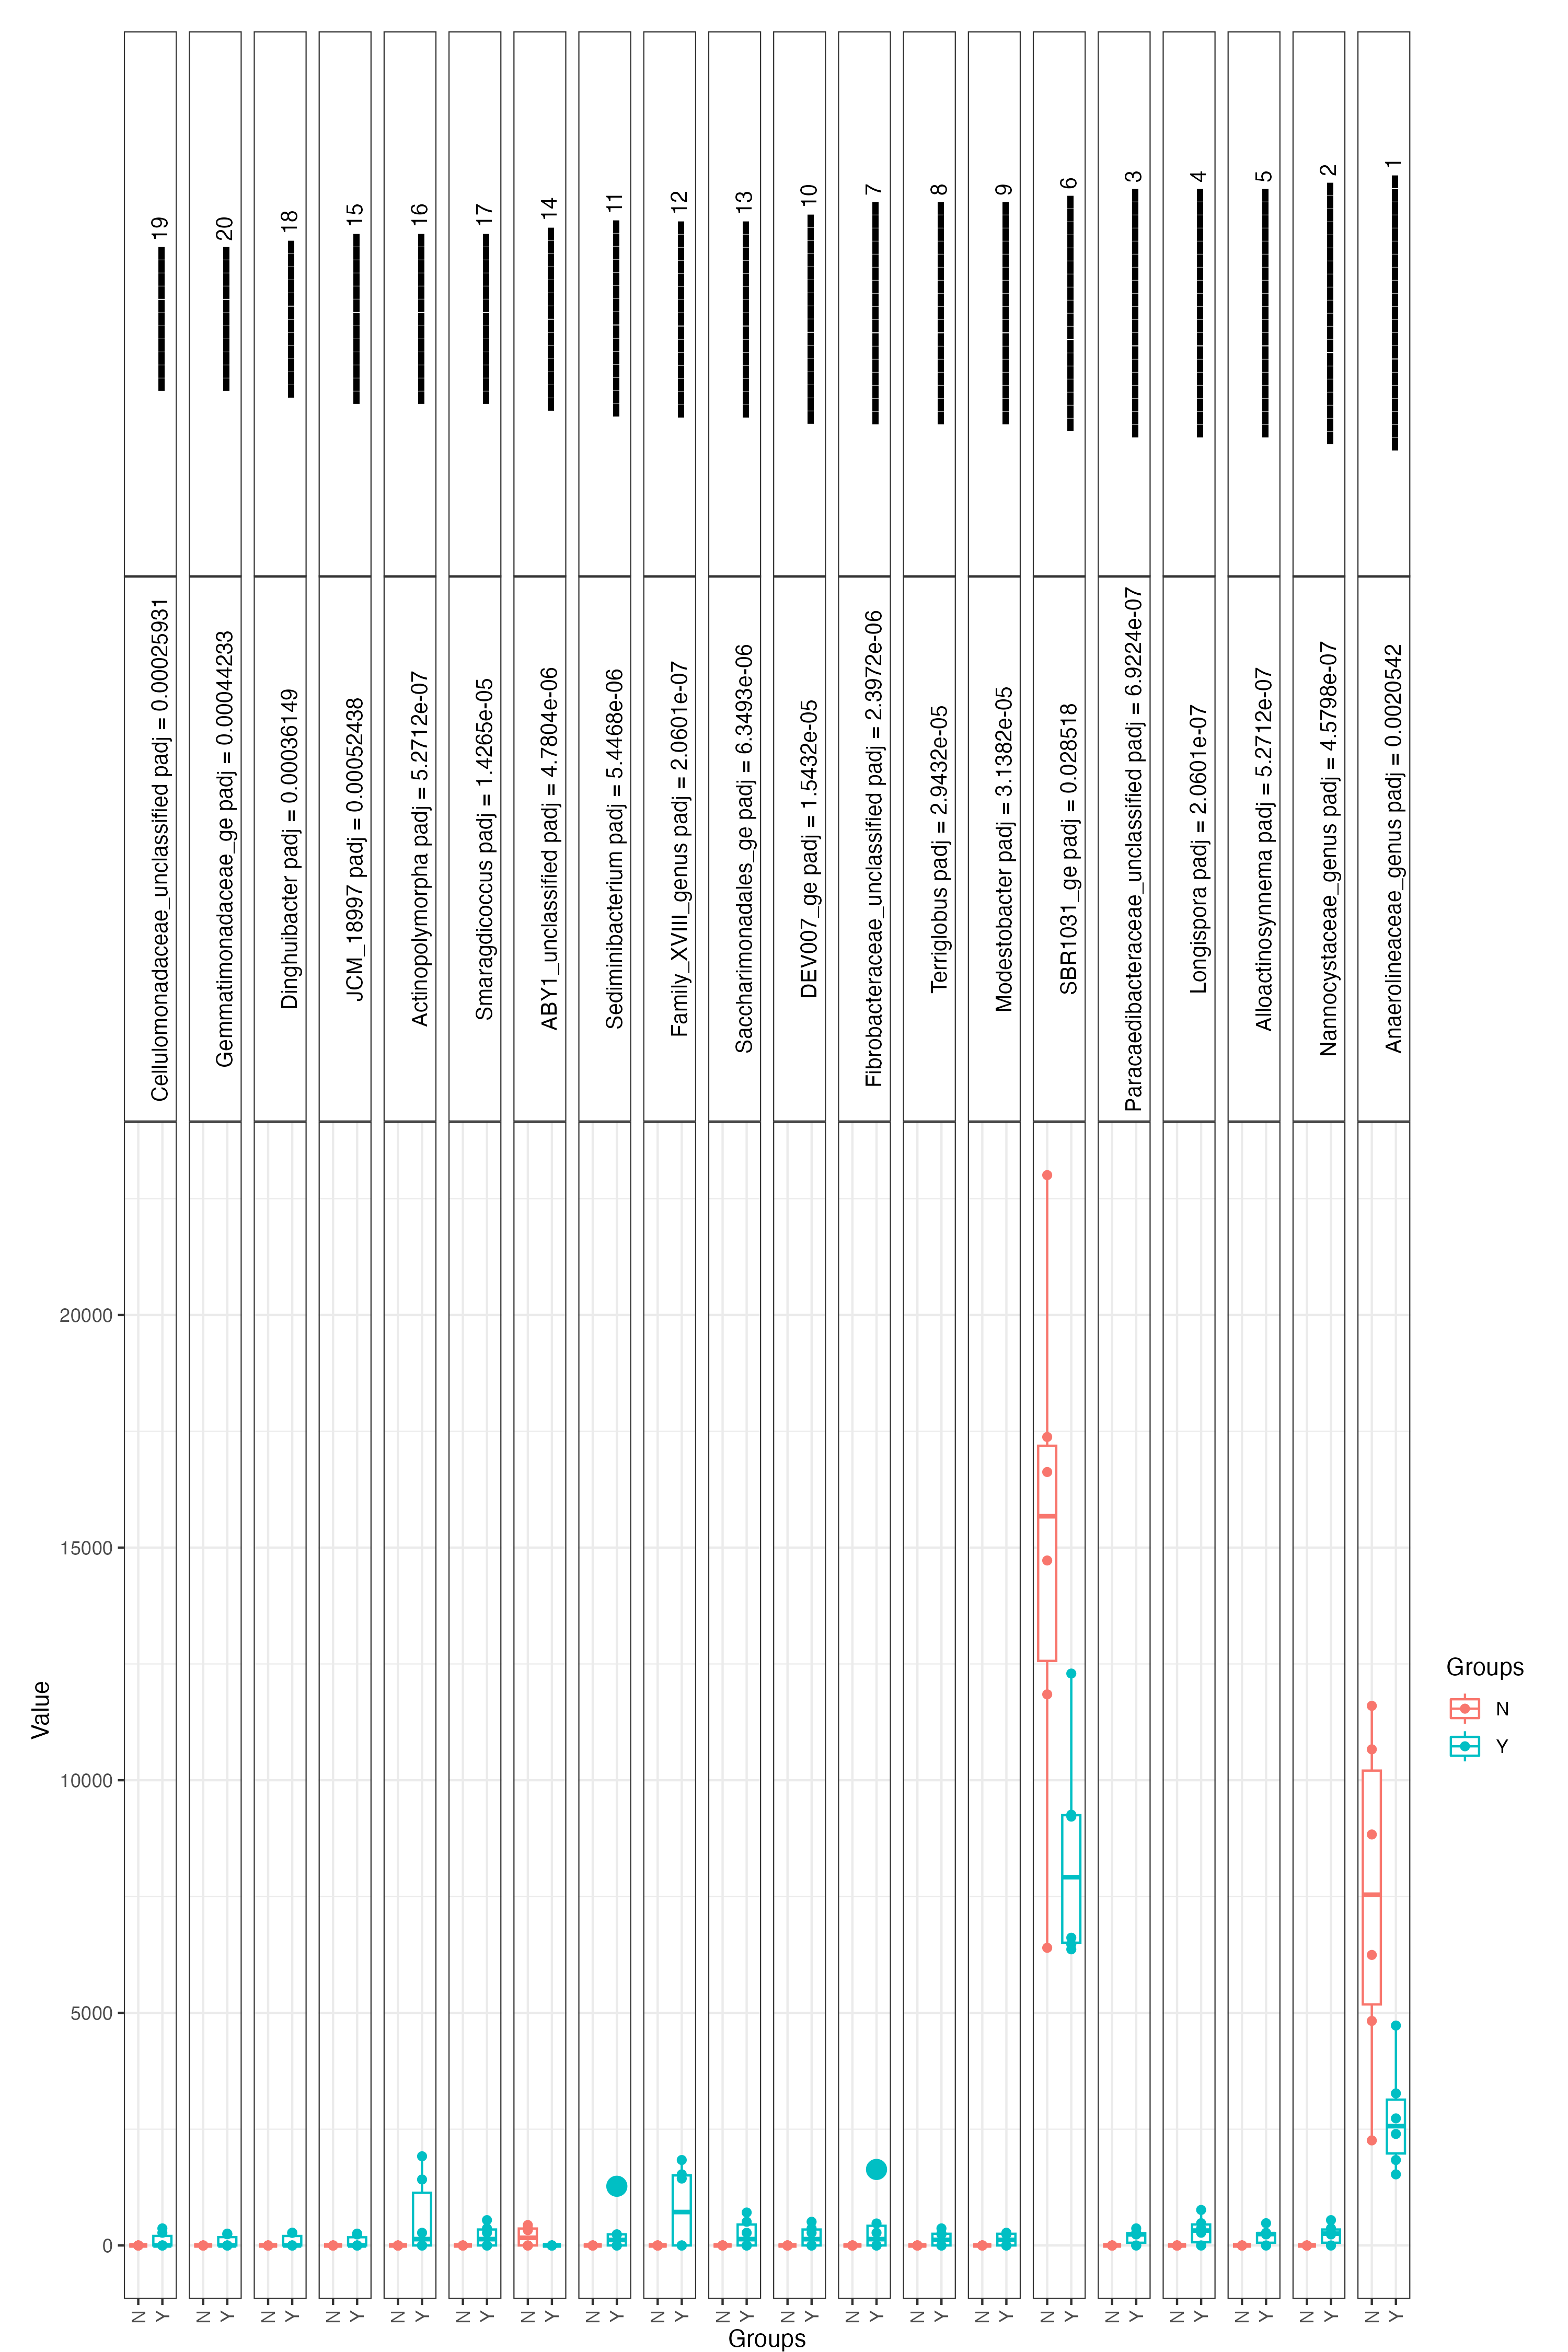 19
20
18
15
16
17
14
11
12
13
10
7
8
9
6
3
4
5
2
1
Cellulomonadaceae_unclassified padj = 0.00025931
Gemmatimonadaceae_ge padj = 0.00044233
Dinghuibacter padj = 0.00036149
JCM_18997 padj = 0.00052438
Actinopolymorpha padj = 5.2712e-07
Smaragdicoccus padj = 1.4265e-05
ABY1_unclassified padj = 4.7804e-06
Sediminibacterium padj = 5.4468e-06
Family_XVIII_genus padj = 2.0601e-07
Saccharimonadales_ge padj = 6.3493e-06
DEV007_ge padj = 1.5432e-05
Fibrobacteraceae_unclassified padj = 2.3972e-06
Terriglobus padj = 2.9432e-05
Modestobacter padj = 3.1382e-05
SBR1031_ge padj = 0.028518
Paracaedibacteraceae_unclassified padj = 6.9224e-07
Longispora padj = 2.0601e-07
Alloactinosynnema padj = 5.2712e-07
Nannocystaceae_genus padj = 4.5798e-07
Anaerolineaceae_genus padj = 0.0020542
Value
20000
15000
10000
5000
0
N Y N Y N Y N Y N Y N Y N Y N Y N Y N Y N Y N Y N Y N Y N Y N Y N Y N Y N Y N Y
Groups
Groups
N
Y